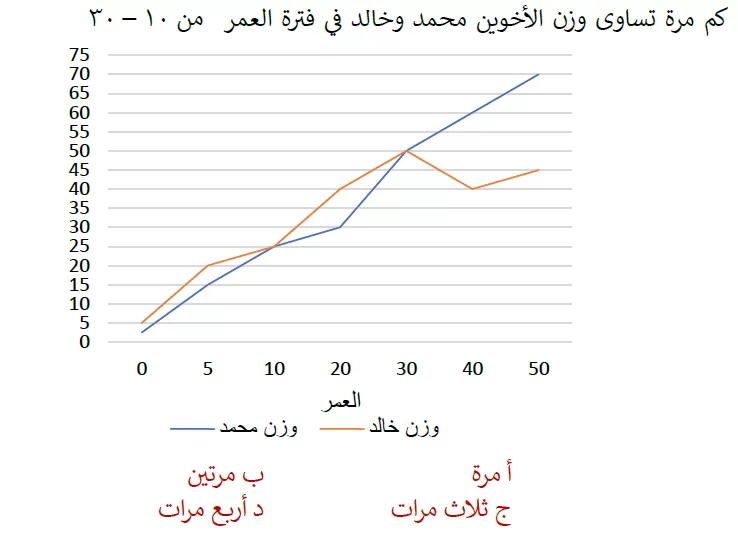 كم مرة تساوى وزن الأخوين محمد وخالد في فترة العمر من ١٠ – ٣٠
75
70
65
60
55
50
45
40
35
30
25
20
15
10
5
0
0 5 10 20 30 40 50
العمر
وزن محمد وزن خالد
أ مرة ب مرتين
ج ثلاث مرات د أربع مرات